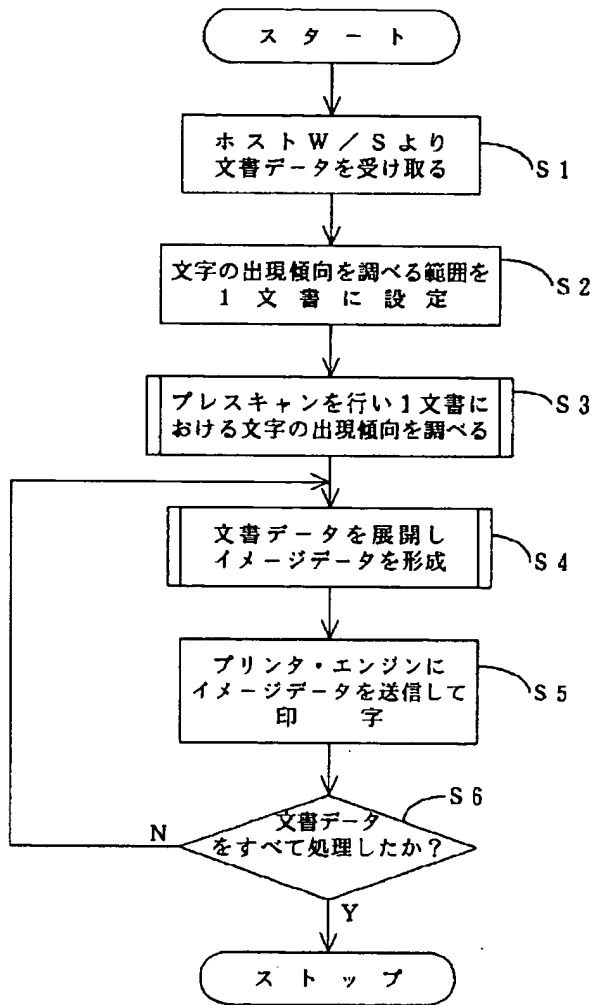 スタート
ホストW／Sより
文書データを受け取る
S1
文字の出現傾向を調べる範囲を
1文書に設定
S2
プレスキャンを行い1文書に
おける文字の出現傾向を調べる
S3
文書データを展開し
イメージデータを形成
S4
プリンタ・エンジンに
イメージデータを送信して
印字
S5
S6
文書データ
をすべて処理したか？
N
Y
ストップ